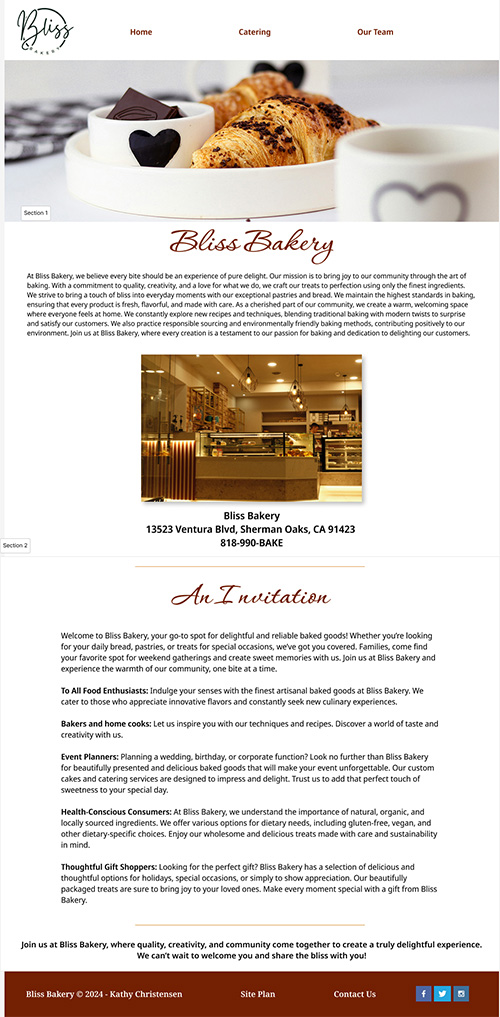 Bliss
BAKERY
Home
Catering
Our Team
Section 1
Bliss Bakery
At Bliss Bakery, we believe every bite should be an experience of pure delight. Our mission is to bring joy to our community through the art of
baking. With a commitment to quality, creativity, and a love for what we do, we craft our treats to perfection using only the finest ingredients.
We strive to bring a touch of bliss into everyday moments with our exceptional pastries and bread. We maintain the highest standards in baking,
ensuring that every product is fresh, flavorful, and made with care. As a cherished part of our community, we create a warm, welcoming space
where everyone feels at home. We constantly explore new recipes and techniques, blending traditional baking with modern twists to surprise
and satisfy our customers. We also practice responsible sourcing and environmentally friendly baking methods, contributing positively to our
environment. Join us at Bliss Bakery, where every creation is a testament to our passion for baking and dedication to delighting our customers.
Bliss Bakery
13523 Ventura Blvd, Sherman Oaks, CA 91423
818-990-BAKE
Section 2
An Invitation
Welcome to Bliss Bakery, your go-to spot for delightful and reliable baked goods! Whether you're looking
for your daily bread, pastries, or treats for special occasions, we've got you covered. Families, come find
your favorite spot for weekend gatherings and create sweet memories with us. Join us at Bliss Bakery and
experience the warmth of our community, one bite at a time.
To All Food Enthusiasts: Indulge your senses with the finest artisanal baked goods at Bliss Bakery. We
cater to those who appreciate innovative flavors and constantly seek new culinary experiences.
Bakers and home cooks: Let us inspire you with our techniques and recipes. Discover a world of taste and
creativity with us.
Event Planners: Planning a wedding, birthday, or corporate function? Look no further than Bliss Bakery
for beautifully presented and delicious baked goods that will make your event unforgettable. Our custom
cakes and catering services are designed to impress and delight. Trust us to add that perfect touch of
sweetness to your special day.
Health-Conscious Consumers: At Bliss Bakery, we understand the importance of natural, organic, and
locally sourced ingredients. We offer various options for dietary needs, including gluten-free, vegan, and
other dietary-specific choices. Enjoy our wholesome and delicious treats made with care and sustainability
in mind.
Thoughtful Gift Shoppers: Looking for the perfect gift? Bliss Bakery has a selection of delicious and
thoughtful options for holidays, special occasions, or simply to show appreciation. Our beautifully
packaged treats are sure to bring joy to your loved ones. Make every moment special with a gift from Bliss
Bakery.
Join us at Bliss Bakery, where quality, creativity, and community come together to create a truly delightful experience.
We can't wait to welcome you and share the bliss with you!
Bliss Bakery © 2024 - Kathy Christensen
Site Plan
Contact Us